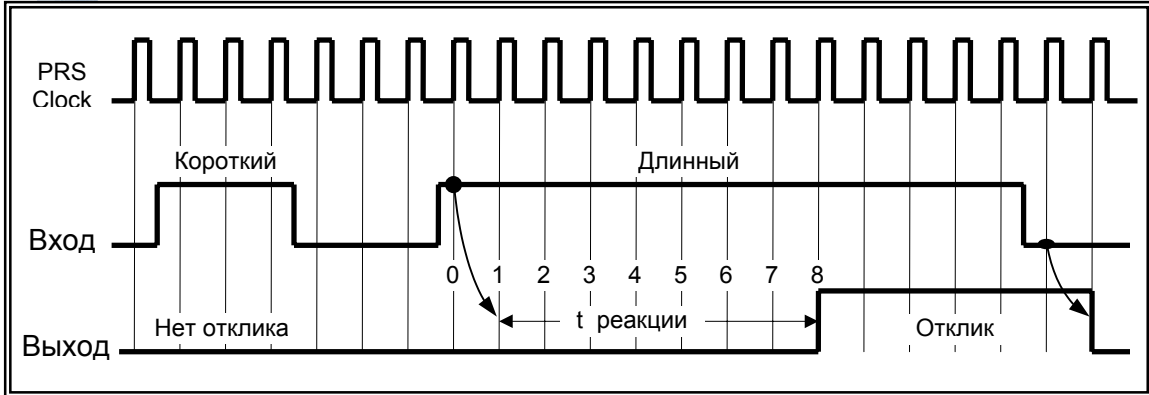 PRS
Clock
Короткий
Длинный
Вход
0 1 2 3 4 5 6 7 8
Нет отклика
t реакции
Отклик
Выход